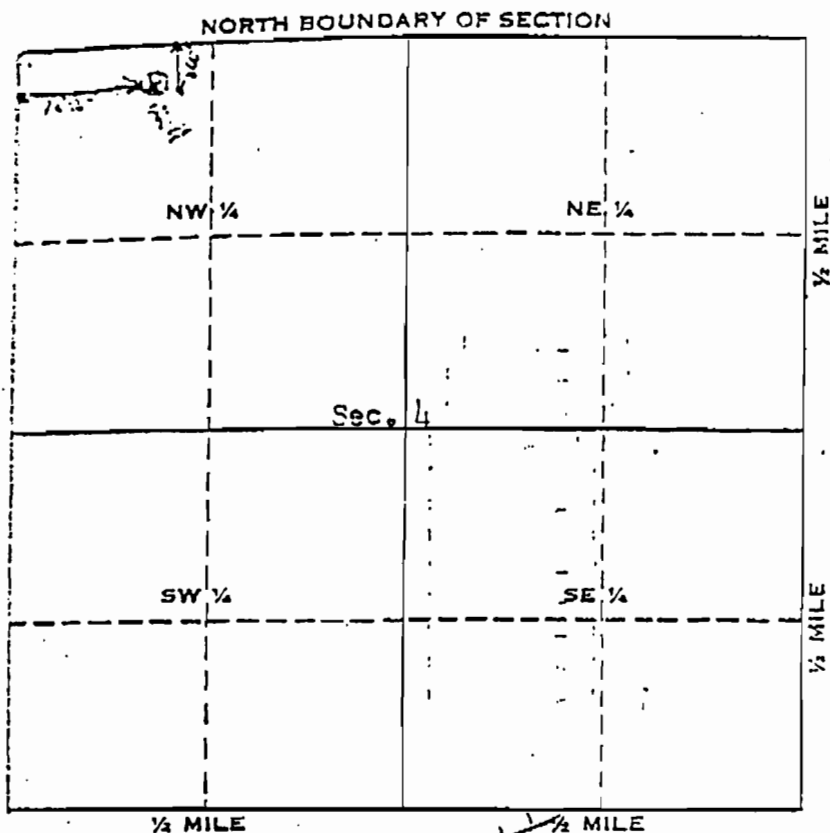 NORTH BOUNDARY OF SECTION
NW ¼
NE ¼
½ MILE
Sec. 4
SW ¼
SE ¼
½ MILE
½ MILE
½ MILE